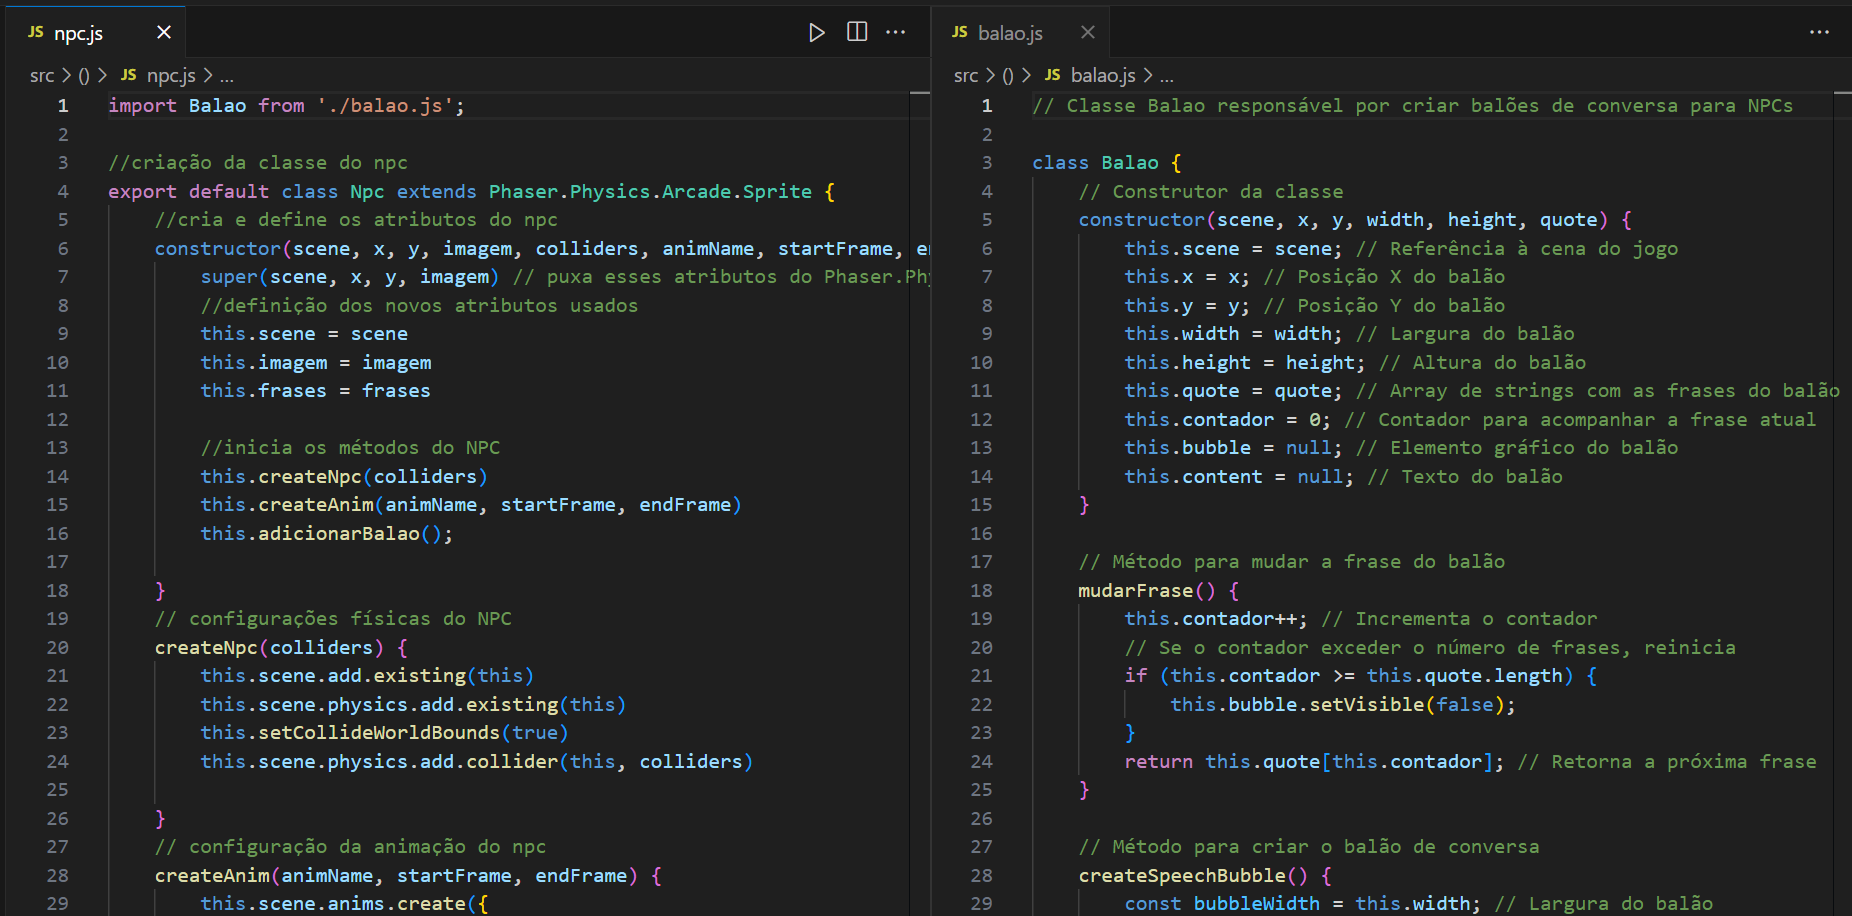 JS npc.js
src > () > JS npc.js > ...
1 import Balao from './balao.js';
2
3 //criação da classe do npc
4 export default class Npc extends Phaser.Physics.Arcade.Sprite {
5 //cria e define os atributos do npc
6 constructor(scene, x, y, imagem, colliders, animName, startFrame,
7 super(scene, x, y, imagem) // puxa esses atributos do
8 //definição dos novos atributos usados
9 this.scene = scene
10 this.imagem = imagem
11 this.frases = frases
12
13 //inicia os métodos do NPC
14 this.createNpc(colliders)
15 this.createAnim(animName, startFrame, endFrame)
16 this.adicionarBalao();
17
18 }
19 // configurações físicas do NPC
20 createNpc(colliders) {
21 this.scene.add.existing(this)
22 this.scene.physics.add.existing(this)
23 this.setCollideWorldBounds(true)
24 this.scene.physics.add.collider(this, colliders)
25
26 }
27 // configuração da animação do npc
28 createAnim(animName, startFrame, endFrame) {
29 this.scene.anims.create({
JS balao.js
src > () > JS balao.js > ...
1 // Classe Balao responsável por criar balões de conversa para NPCs
2
3 class Balao {
4 // Construtor da classe
5 constructor(scene, x, y, width, height, quote) {
6 this.scene = scene; // Referência à cena do jogo
7 this.x = x; // Posição X do balão
8 this.y = y; // Posição Y do balão
9 this.width = width; // Largura do balão
10 this.height = height; // Altura do balão
11 this.quote = quote; // Array de strings com as frases do balão
12 this.contador = 0; // Contador para acompanhar a frase atual
13 this.bubble = null; // Elemento gráfico do balão
14 this.content = null; // Texto do balão
15 }
16
17 // Método para mudar a frase do balão
18 mudarFrase() {
19 this.contador++; // Incrementa o contador
20 // Se o contador exceder o número de frases, reinicia
21 if (this.contador >= this.quote.length) {
22 this.bubble.setVisible(false);
23 }
24 return this.quote[this.contador]; // Retorna a próxima frase
25 }
26
27 // Método para criar o balão de conversa
28 createSpeechBubble() {
29 const bubbleWidth = this.width; // Largura do balão